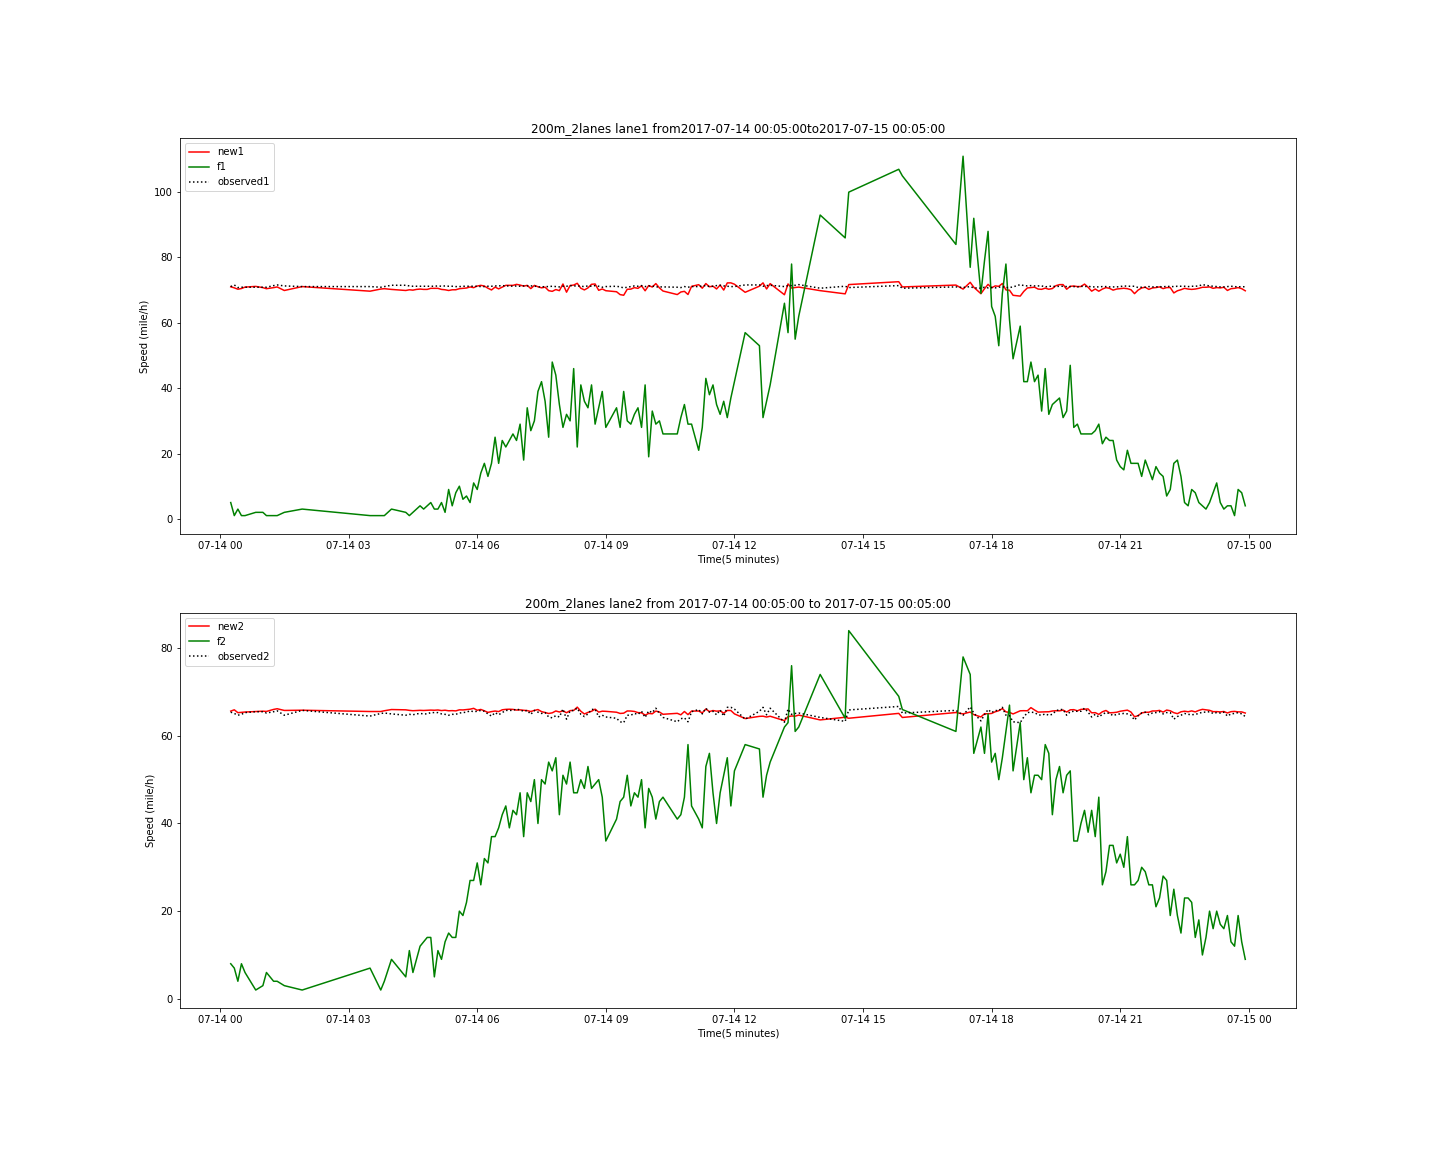 200m_2lanes lane1 from2017-07-14 00:05:00to2017-07-15 00:05:00
new1
f1
observed1
100
80
60
40
20
0
Speed (mile/h)
07-14 00 07-14 03 07-14 06 07-14 09 07-14 12 07-14 15 07-14 18 07-14 21 07-15 00
Time(5 minutes)
200m_2lanes lane2 from 2017-07-14 00:05:00 to 2017-07-15 00:05:00
new2
f2
observed2
80
60
40
20
0
Speed (mile/h)
07-14 00 07-14 03 07-14 06 07-14 09 07-14 12 07-14 15 07-14 18 07-14 21 07-15 00
Time(5 minutes)